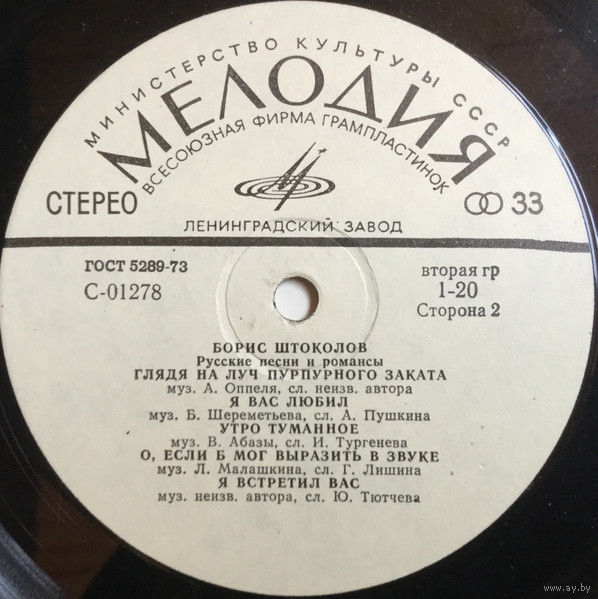 МИНИСТЕРСТВО КУЛЬТУРЫ СССР
МЕЛОДИЯ
ВСЕСОЮЗНАЯ ФИРМА ГРАМПЛАСТИНОК
СТЕРЕО
33
ЛЕНИНГРАДСКИЙ ЗАВОД
ГОСТ 5289-73
С-01278
вторая гр
1-20
Сторона 2
БОРИС ШТОКОЛОВ
Русские песни и романсы
ГЛЯДЯ НА ЛУЧ ПУРПУРНОГО ЗАКАТА
муз. А. Оппеля, сл. неизв. автора
Я ВАС ЛЮБИЛ
муз. Б. Шереметьева, сл. А. Пушкина
УТРО ТУМАННОЕ
муз. В. Абазы, сл. И. Тургенева
О, ЕСЛИ Б МОГ ВЫРАЗИТЬ В ЗВУКЕ
муз. Л. Малашкина, сл. Г. Лишина
Я ВСТРЕТИЛ ВАС
муз. неизв. автора, сл. Ю. Тютчева
www.ay.by